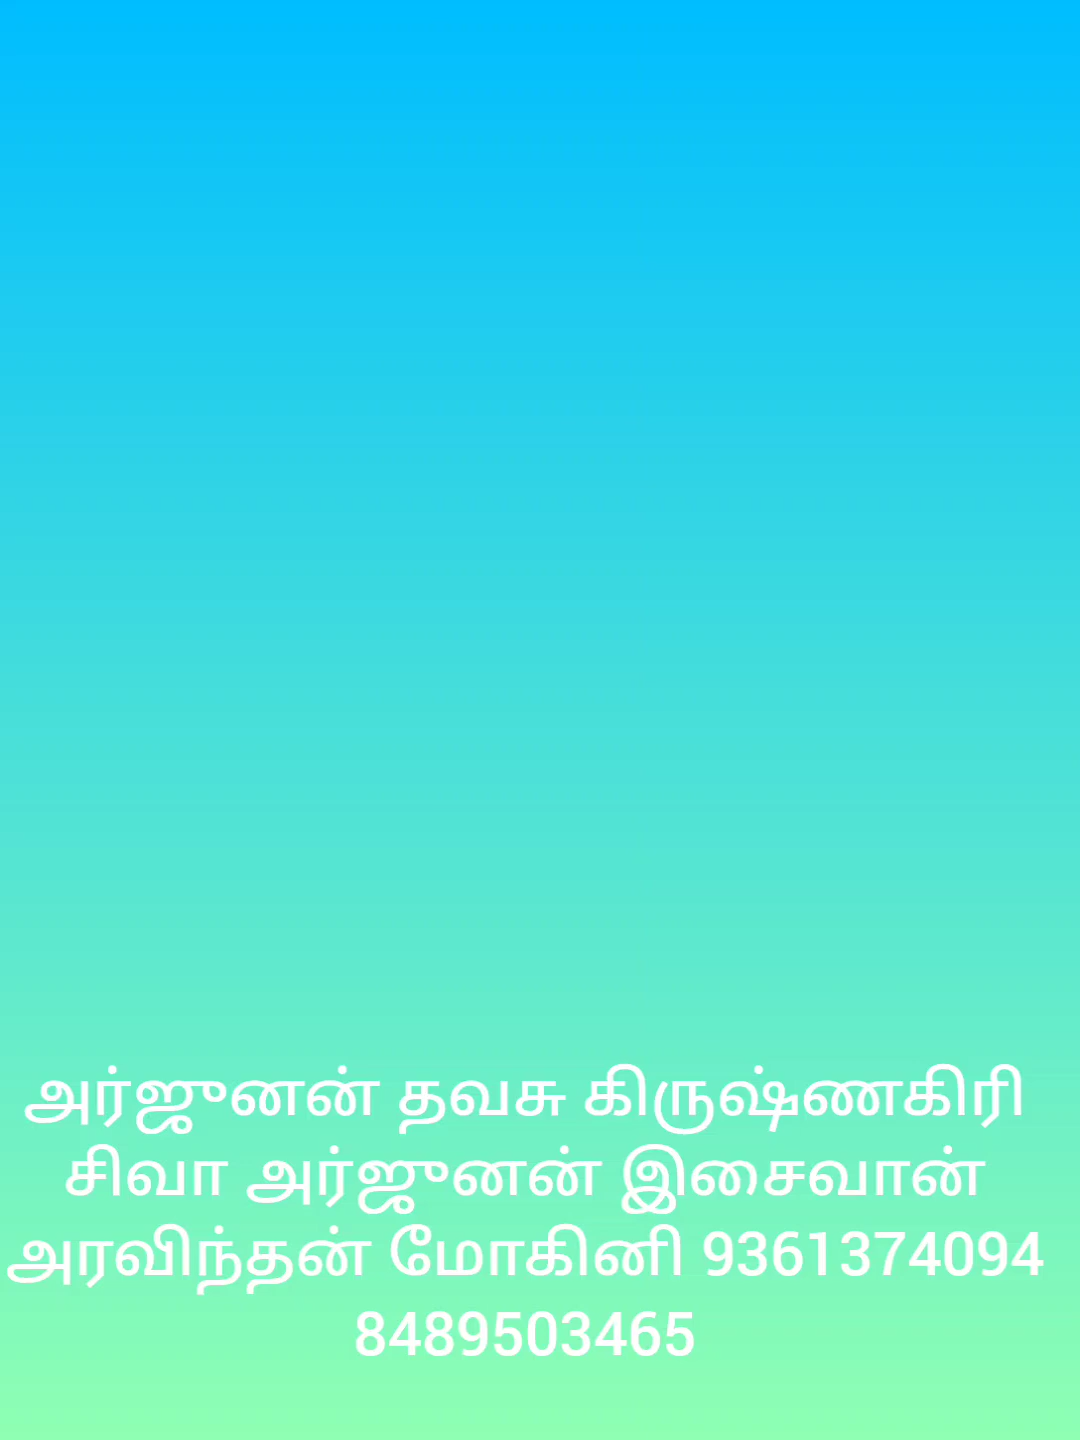 அர்ஜுனன் தவசு கிருஷ்ணகிரி
சிவா அர்ஜுனன் இசைவான்
அரவிந்தன் மோகினி 9361374094
8489503465